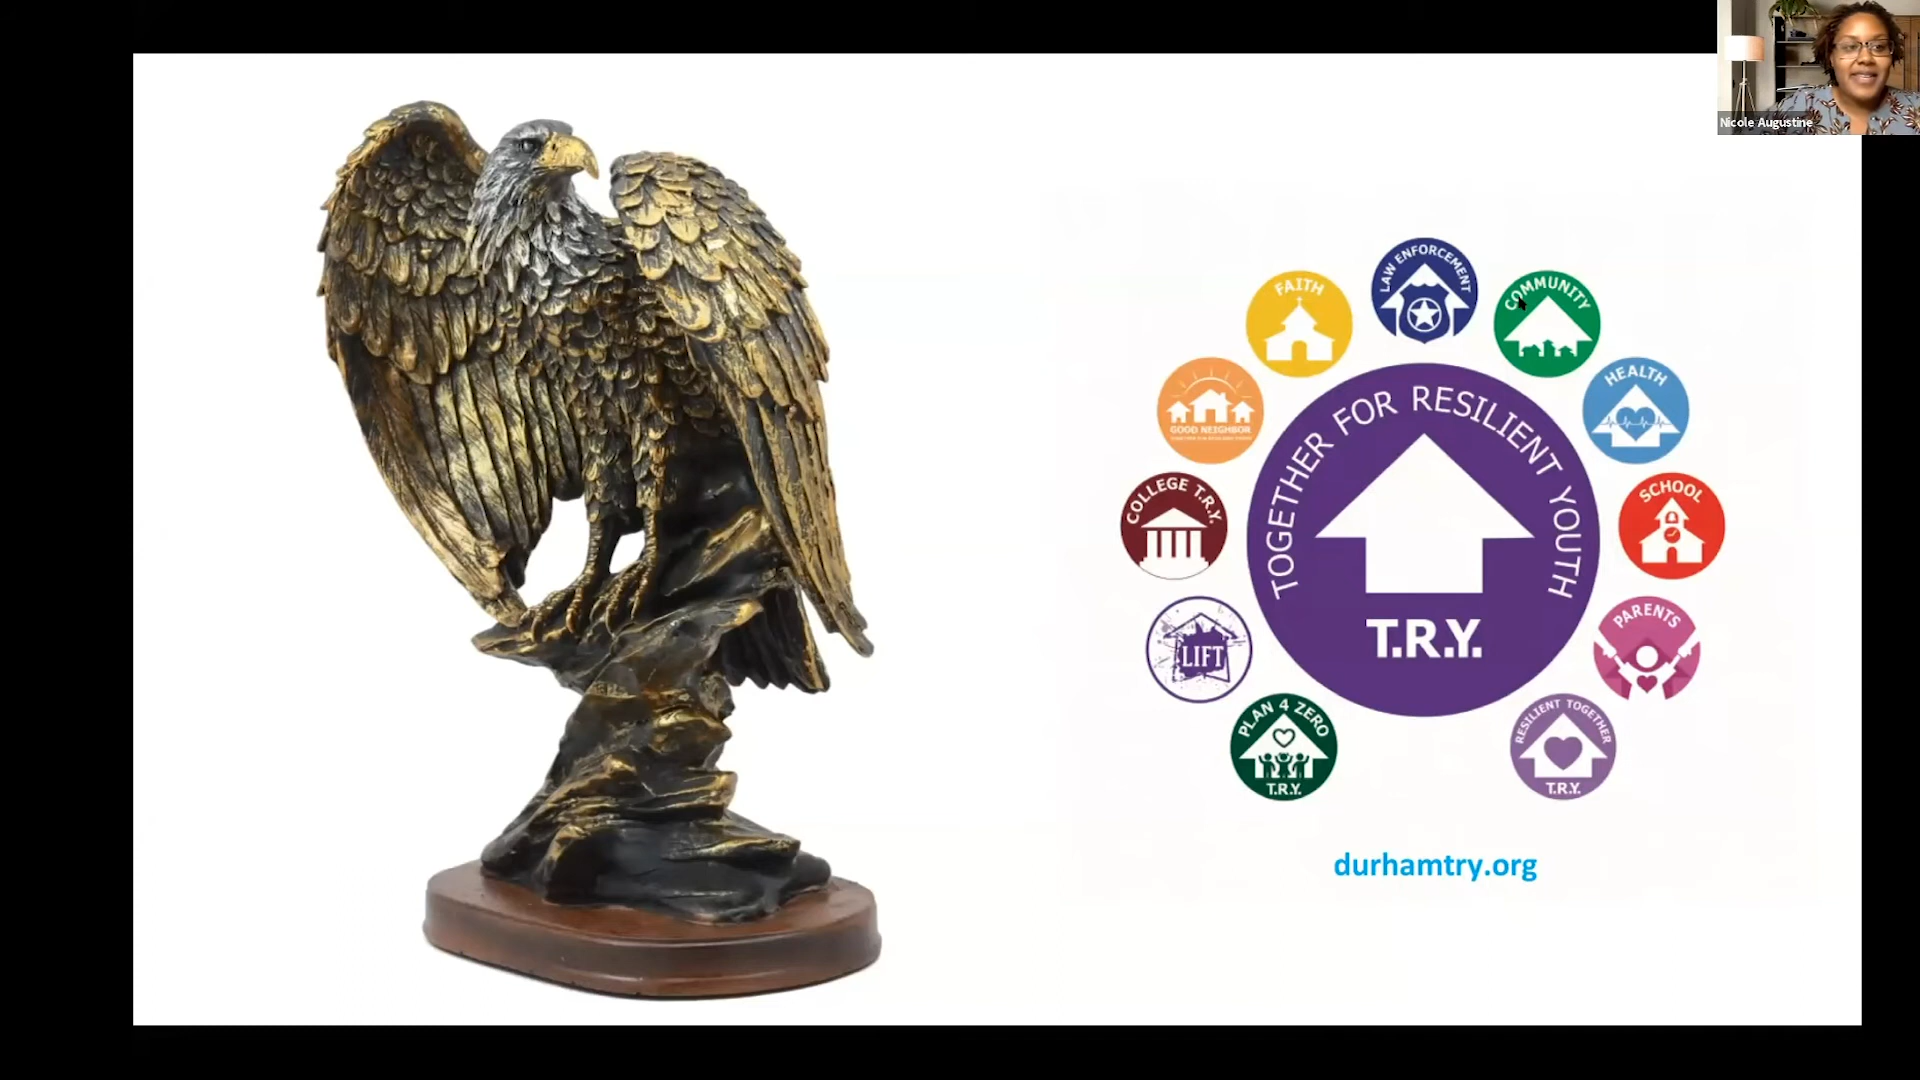 Nicole Augustine
LAW ENFORCEMENT
FAITH
COMMUNITY
GOOD NEIGHBOR
HEALTH
TOGETHER FOR RESILIENT YOUTH
COLLEGE T.R.Y.
SCHOOL
T.R.Y.
LIFT
PARENTS
PLAN 4 ZERO
T.R.Y.
RESILIENT TOGETHER
T.R.Y.
durhamtry.org